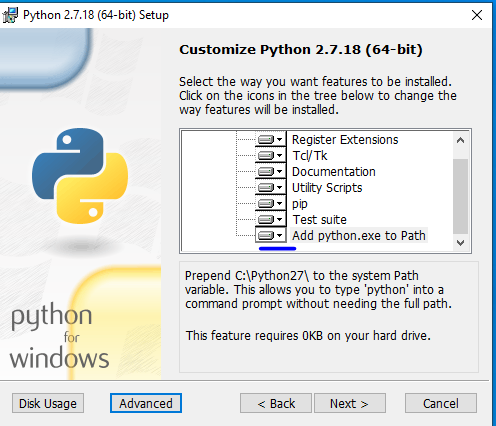 Python 2.7.18 (64-bit) Setup
Customize Python 2.7.18 (64-bit)
Select the way you want features to be installed.
Click on the icons in the tree below to change the
way features will be installed.
Register Extensions
Tcl/Tk
Documentation
Utility Scripts
pip
Test suite
Add python.exe to Path
Prepend C:\Python27\ to the system Path
variable. This allows you to type 'python' into a
command prompt without needing the full path.
This feature requires 0KB on your hard drive.
python
for
windows
Disk Usage
Advanced
< Back
Next >
Cancel